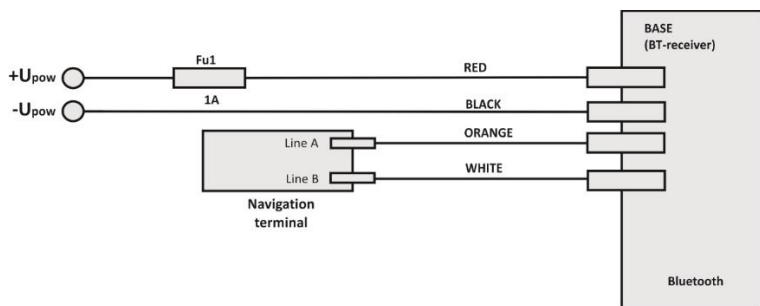 BASE
(BT-receiver)
Fu1
+Upow
RED
1A
-Upow
BLACK
Line A
ORANGE
Line B
WHITE
Navigation
terminal
Bluetooth